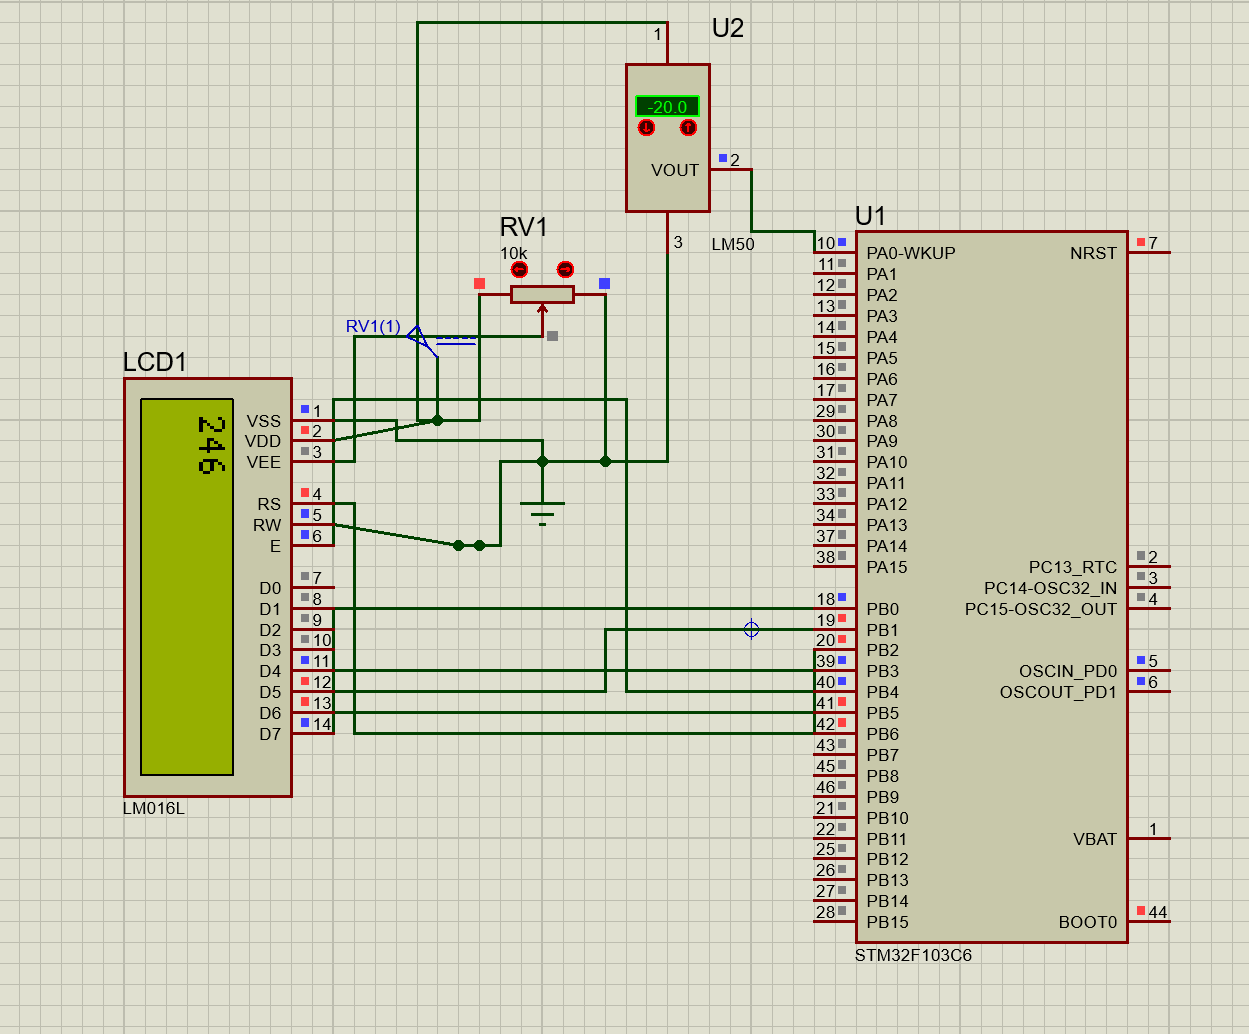 U2
1
-20.0
2
VOUT
3
LM50
RV1
10k
RV1(1)
LCD1
246
VSS 1
VDD 2
VEE 3
RS 4
RW 5
E 6
D0 7
D1 8
D2 9
D3 10
D4 11
D5 12
D6 13
D7 14
LM016L
U1
10 PA0-WKUP
11 PA1
12 PA2
13 PA3
14 PA4
15 PA5
16 PA6
17 PA7
29 PA8
30 PA9
31 PA10
32 PA11
33 PA12
34 PA13
37 PA14
38 PA15
18 PB0
19 PB1
20 PB2
39 PB3
40 PB4
41 PB5
42 PB6
43 PB7
45 PB8
46 PB9
21 PB10
22 PB11
25 PB12
26 PB13
27 PB14
28 PB15
NRST 7
PC13_RTC 2
PC14-OSC32_IN 3
PC15-OSC32_OUT 4
OSCIN_PD0 5
OSCOUT_PD1 6
VBAT 1
BOOT0 44
STM32F103C6